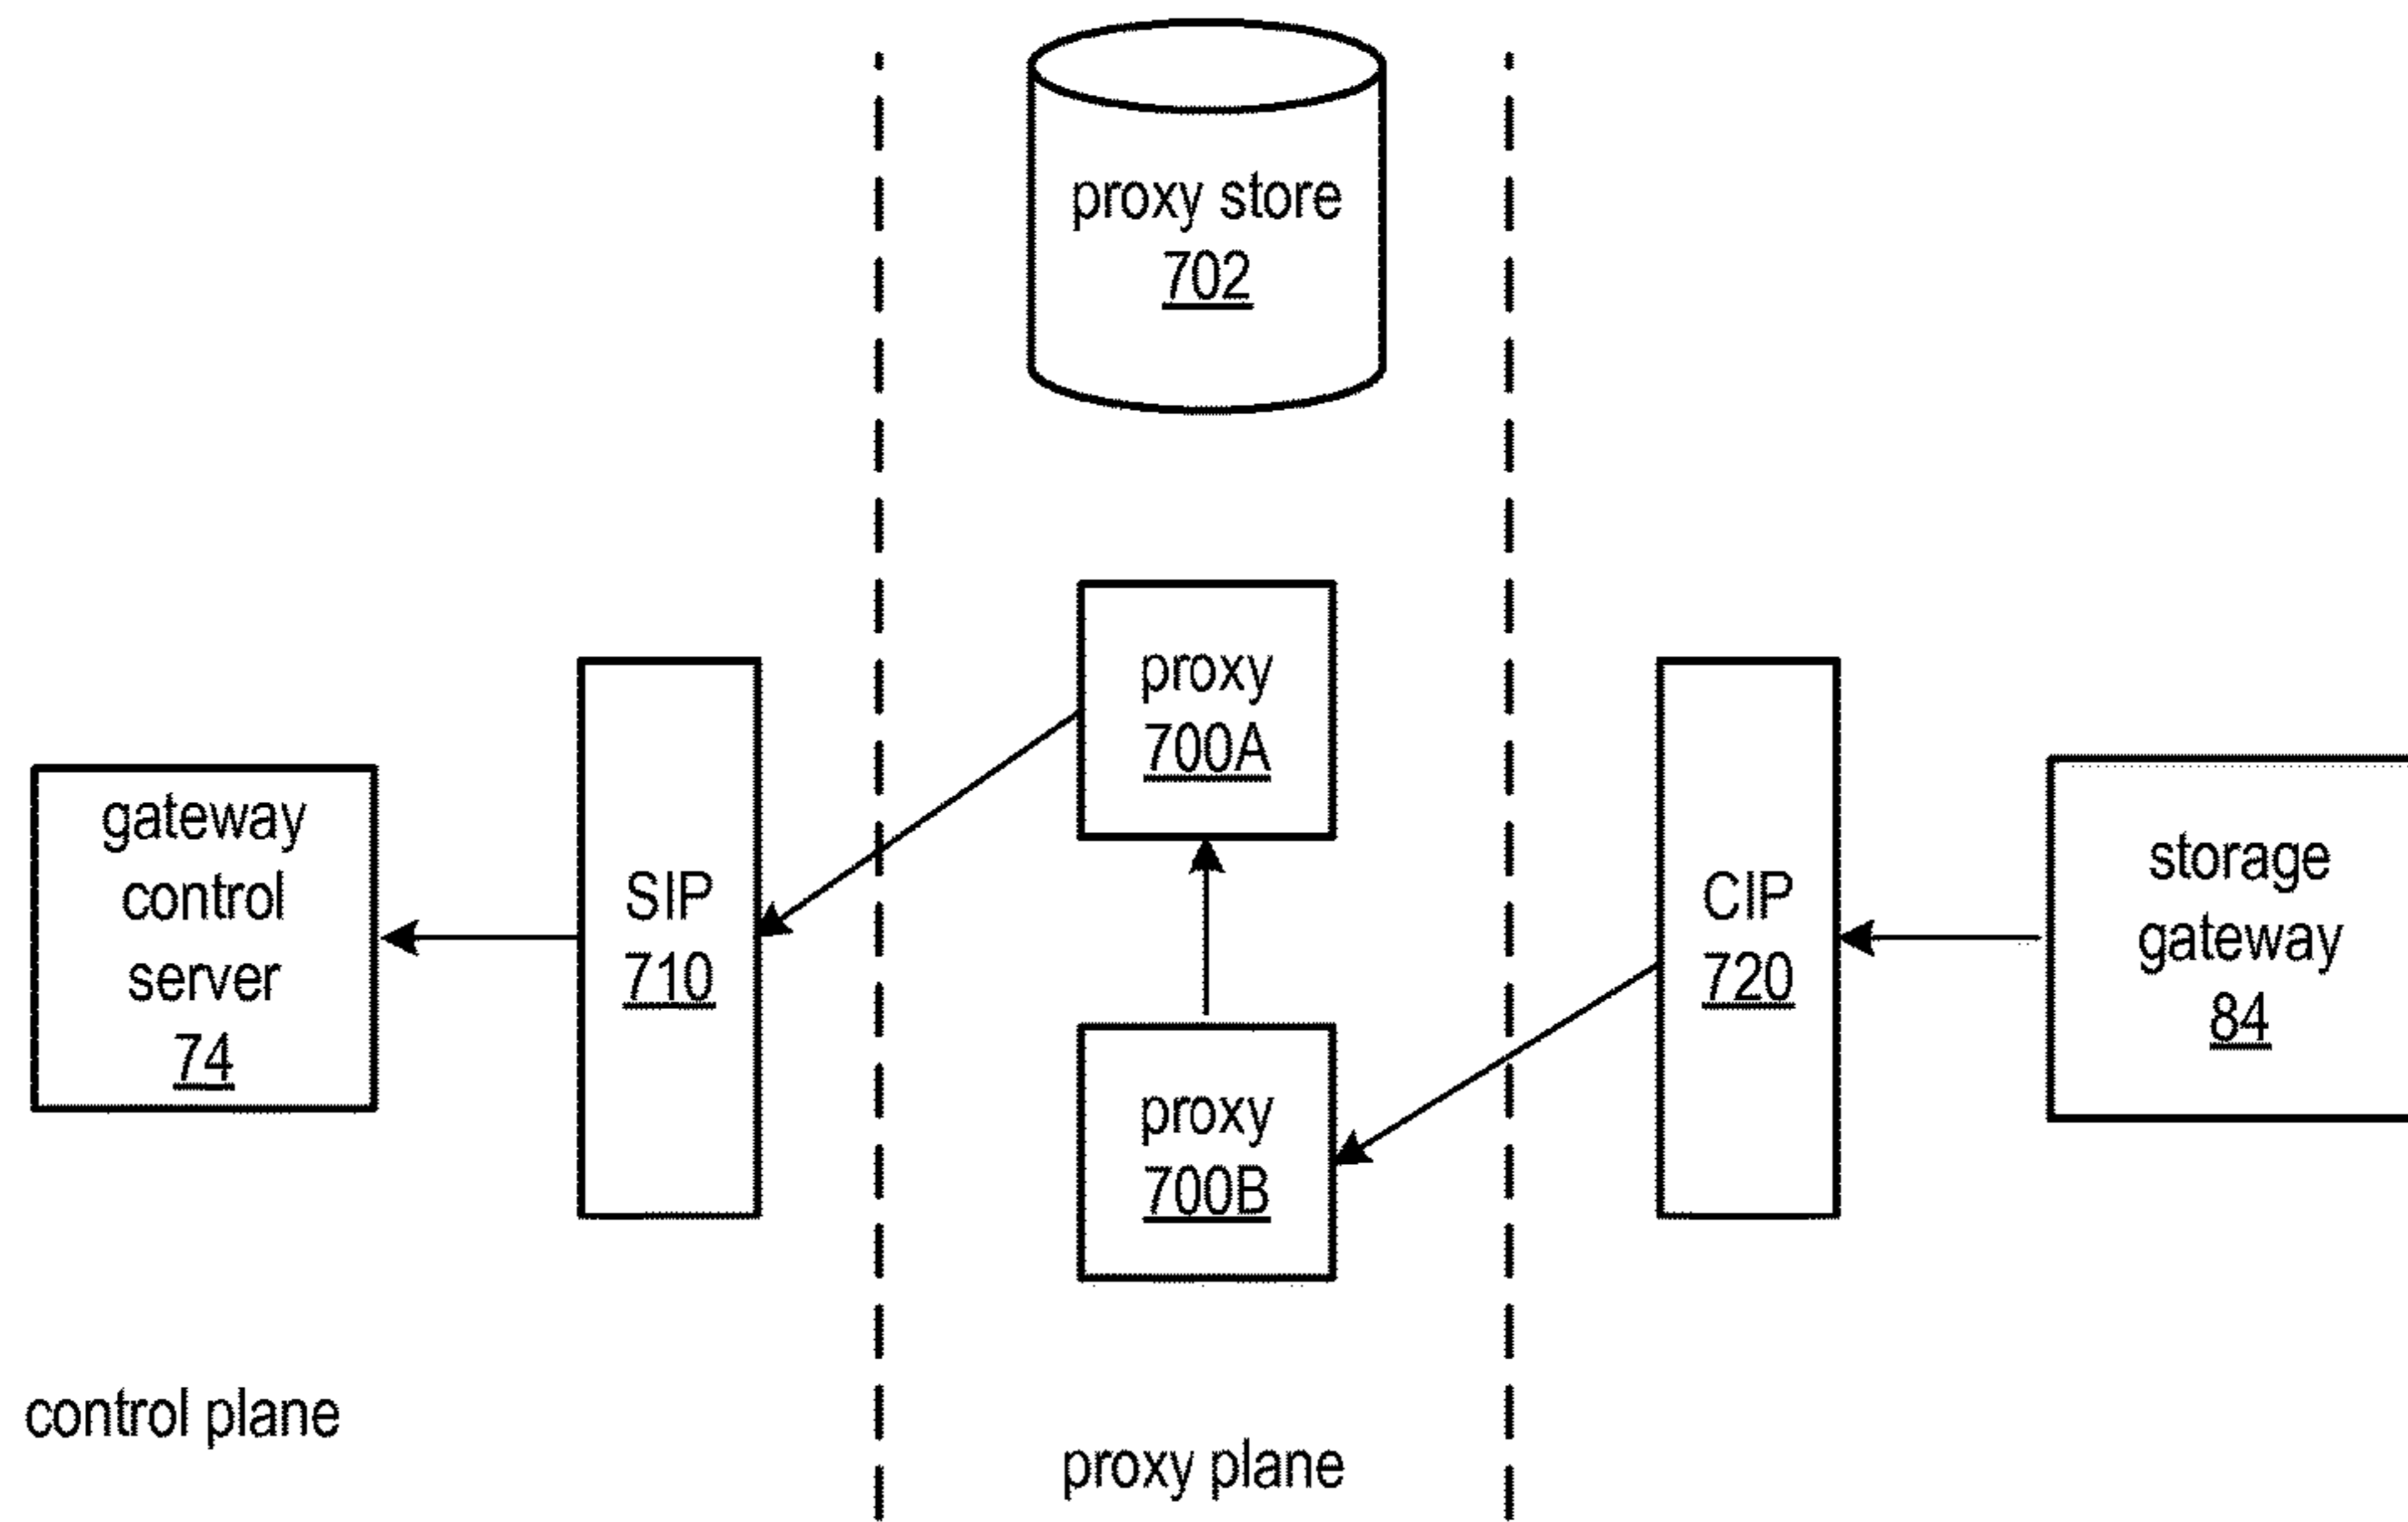 proxy store
702
proxy
700A
gateway
control
server
74
SIP
710
CIP
720
storage
gateway
84
proxy
700B
control plane
proxy plane